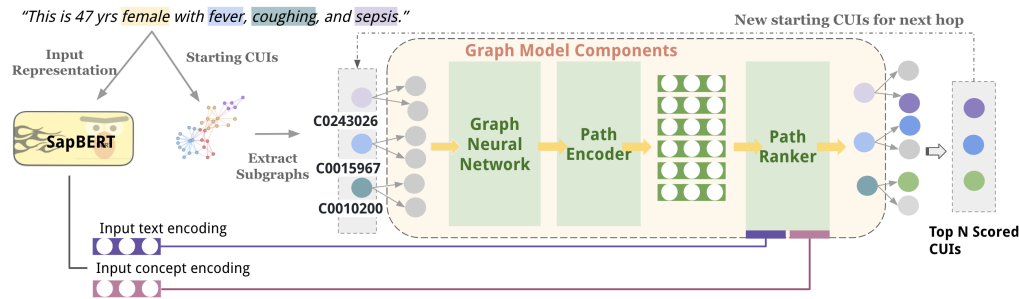 “This is 47 yrs female with fever, coughing, and sepsis.”
New starting CUIs for next hop
Input
Representation
Starting CUIs
Graph Model Components
SapBERT
Extract
Subgraphs
C0243026
C0015967
C0010200
Graph
Neural
Network
Path
Encoder
Path
Ranker
Top N Scored
CUIs
Input text encoding
Input concept encoding